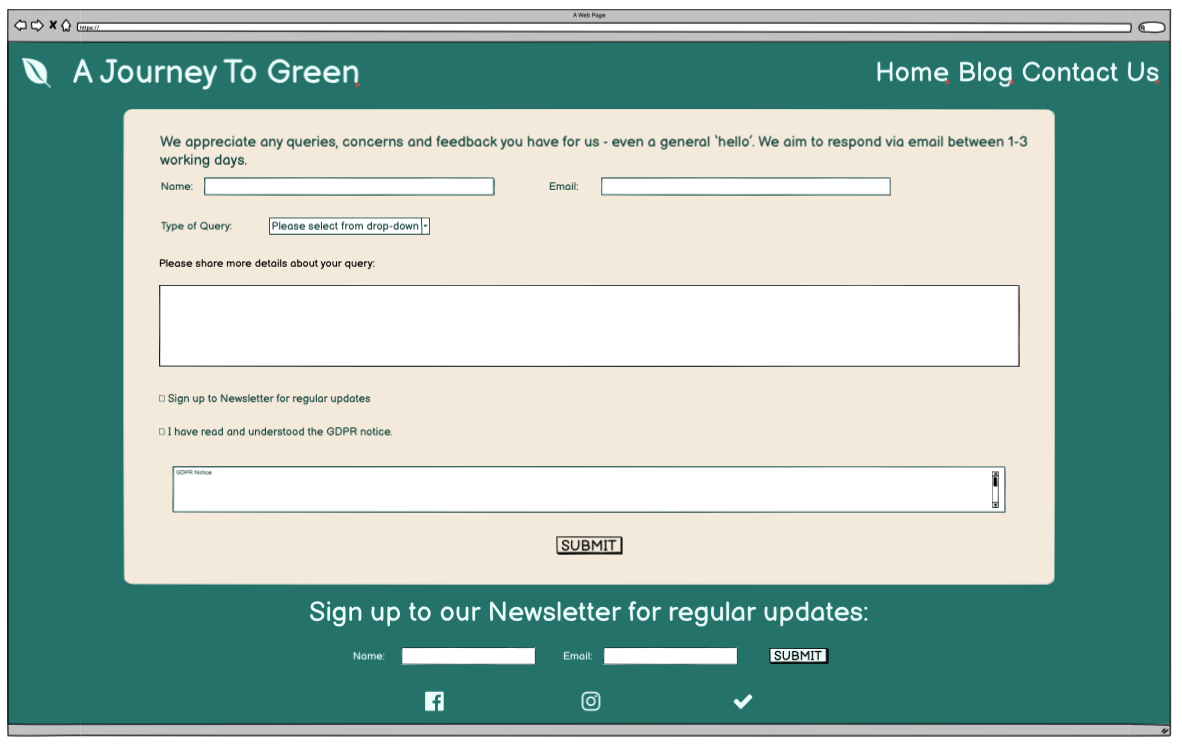 A Web Page
https://
A Journey To Green
Home Blog Contact Us
We appreciate any queries, concerns and feedback you have for us - even a general 'hello'. We aim to respond via email between 1-3
working days.
Name:
Email:
Type of Query:
Please select from drop-down
Please share more details about your query:
Sign up to Newsletter for regular updates
I have read and understood the GDPR notice.
GDPR Notice
SUBMIT
Sign up to our Newsletter for regular updates:
Name:
Email:
SUBMIT